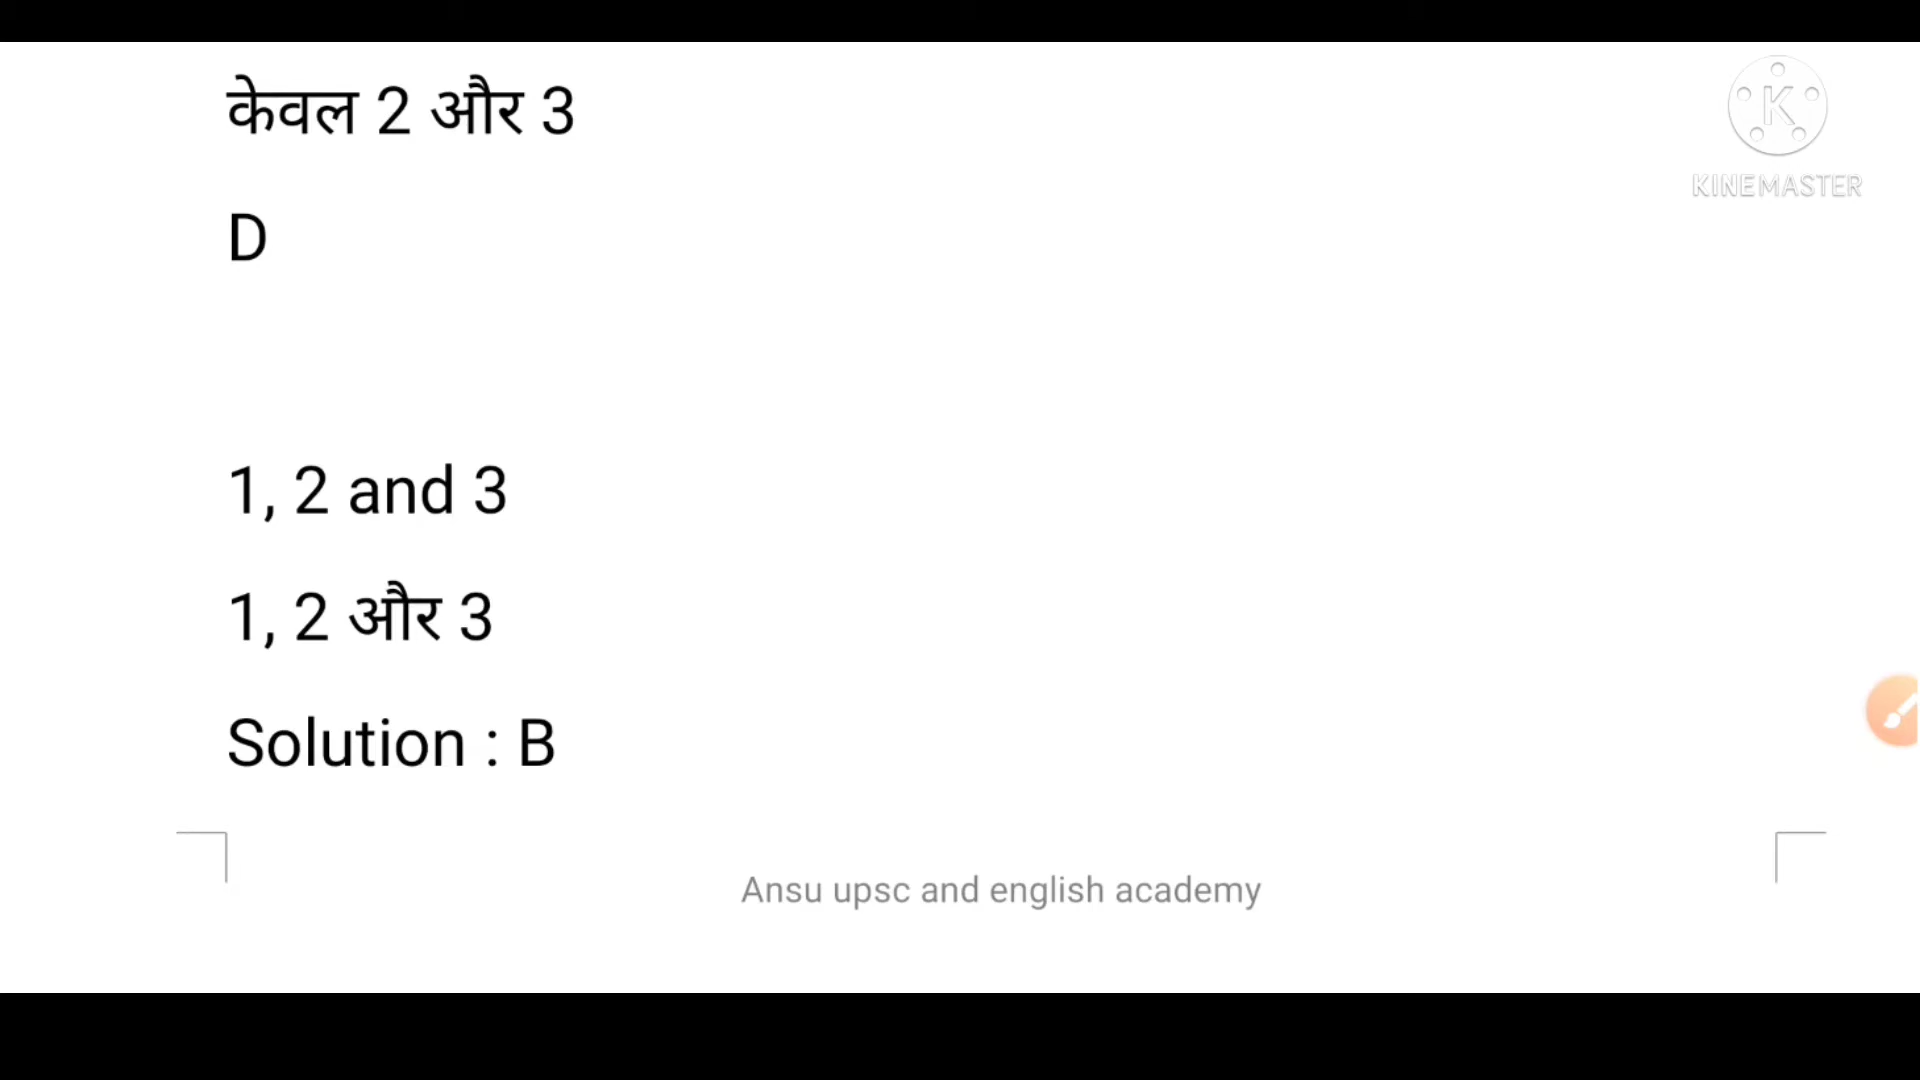 केवल 2 और 3
K
KINEMASTER
D
1, 2 and 3
1, 2 और 3
Solution : B
Ansu upsc and english academy